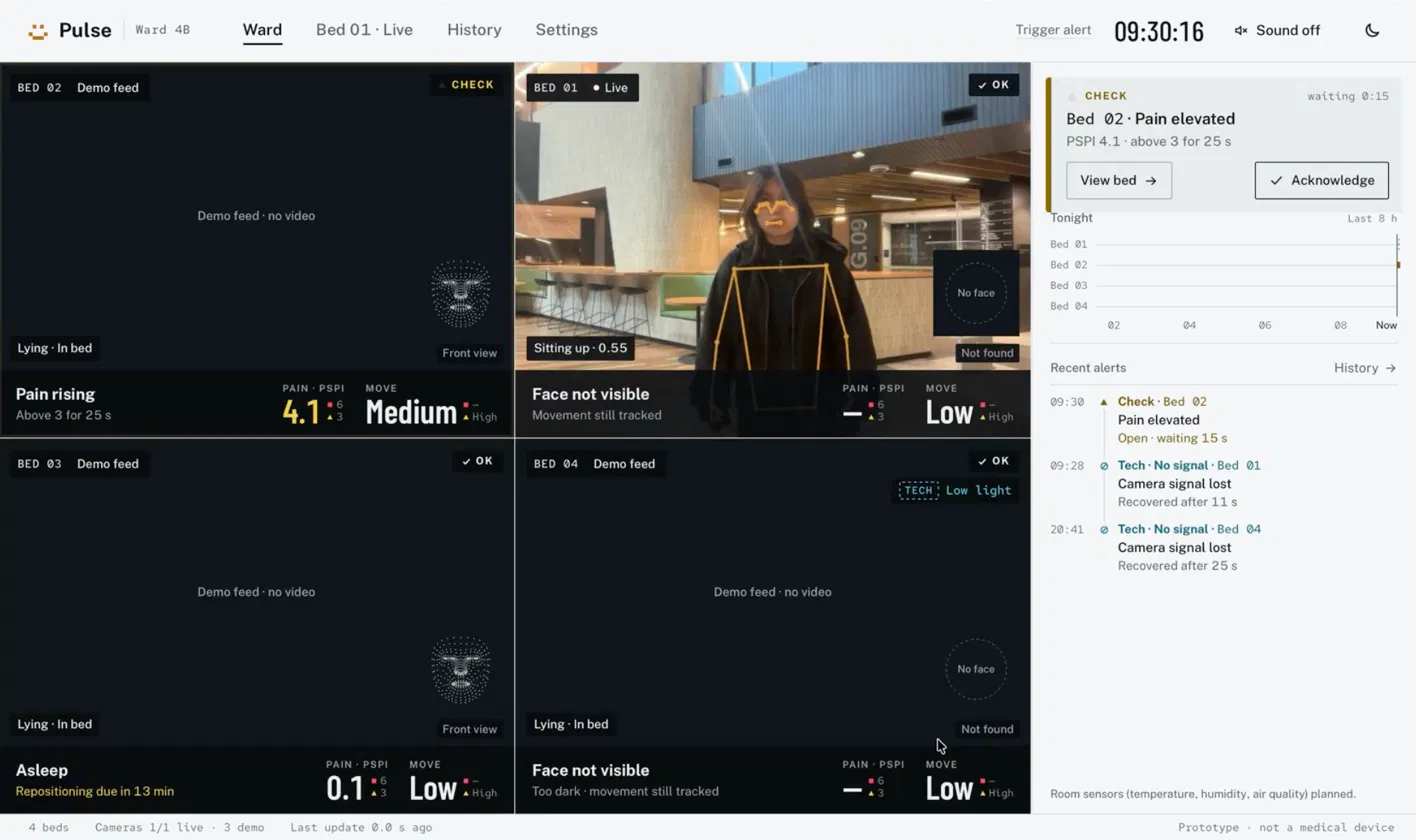 Pulse Ward 4B Ward Bed 01 · Live History Settings Trigger alert 09:30:16 Sound off
BED 02 Demo feed CHECK
Demo feed · no video
Lying · In bed Front view
Pain rising
Above 3 for 25 s
PAIN · PSPI MOVE
4.1 6 3 Medium – High
BED 01 Live OK
G.09
No face
Sitting up · 0.55 Not found
Face not visible
Movement still tracked
PAIN · PSPI MOVE
– 6 3 Low – High
BED 03 Demo feed OK
Demo feed · no video
Lying · In bed Front view
Asleep
Repositioning due in 13 min
PAIN · PSPI MOVE
0.1 6 3 Low – High
BED 04 Demo feed OK
TECH Low light
Demo feed · no video
No face
Lying · In bed Not found
Face not visible
Too dark · movement still tracked
PAIN · PSPI MOVE
– 6 3 Low – High
CHECK waiting 0:15
Bed 02 · Pain elevated
PSPI 4.1 · above 3 for 25 s
View bed → Acknowledge
Tonight Last 8 h
Bed 01
Bed 02
Bed 03
Bed 04
02 04 06 08 Now
Recent alerts History →
09:30 Check · Bed 02
Pain elevated
Open · waiting 15 s
09:28 Tech · No signal · Bed 01
Camera signal lost
Recovered after 11 s
20:41 Tech · No signal · Bed 04
Camera signal lost
Recovered after 25 s
Room sensors (temperature, humidity, air quality) planned.
4 beds Cameras 1/1 live · 3 demo Last update 0.0 s ago Prototype · not a medical device